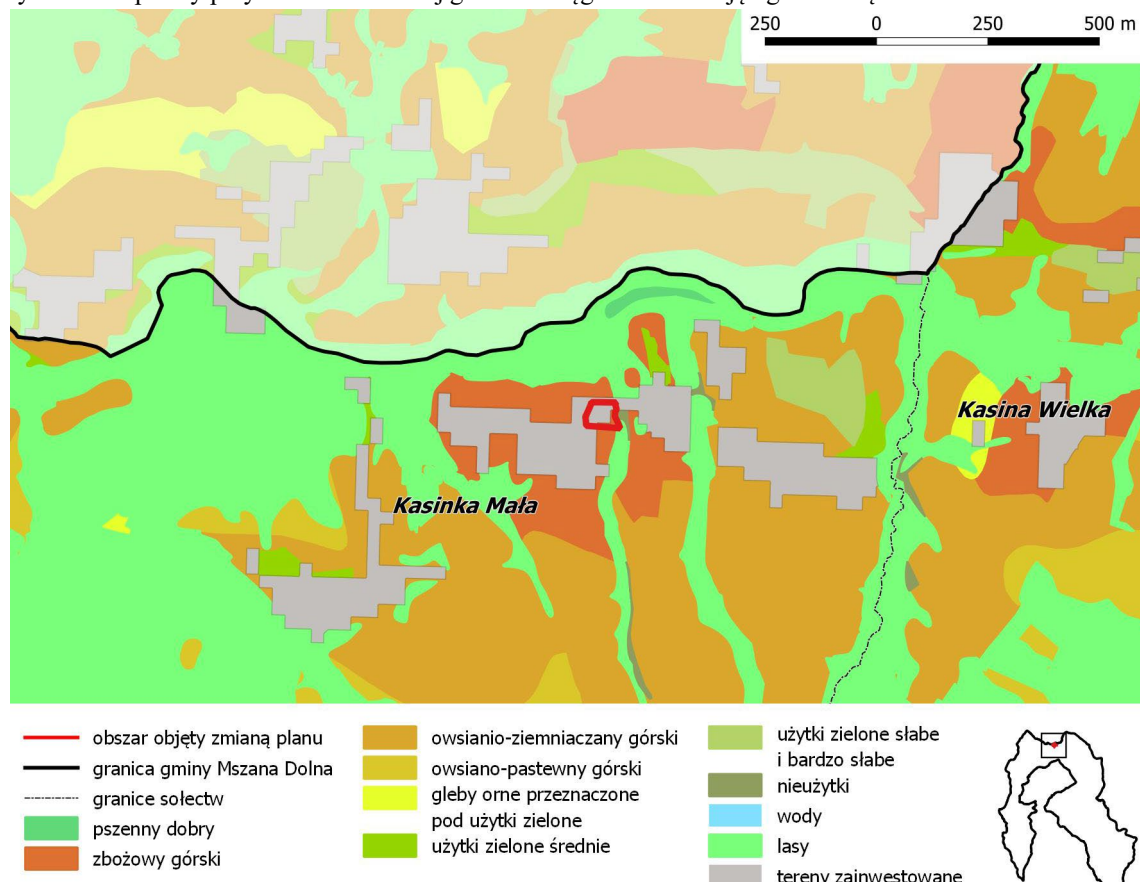 250 0 250 500 m
Kasina Wielka
Kasinka Mała
obszar objęty zmianą planu
granica gminy Mszana Dolna
granice sołectw
pszenny dobry
zbożowy górski
owsianio-ziemniaczany górski
owsiano-pastewny górski
gleby orne przeznaczone
pod użytki zielone
użytki zielone średnie
użytki zielone słabe
i bardzo słabe
nieużytki
wody
lasy
tereny zainwestowane